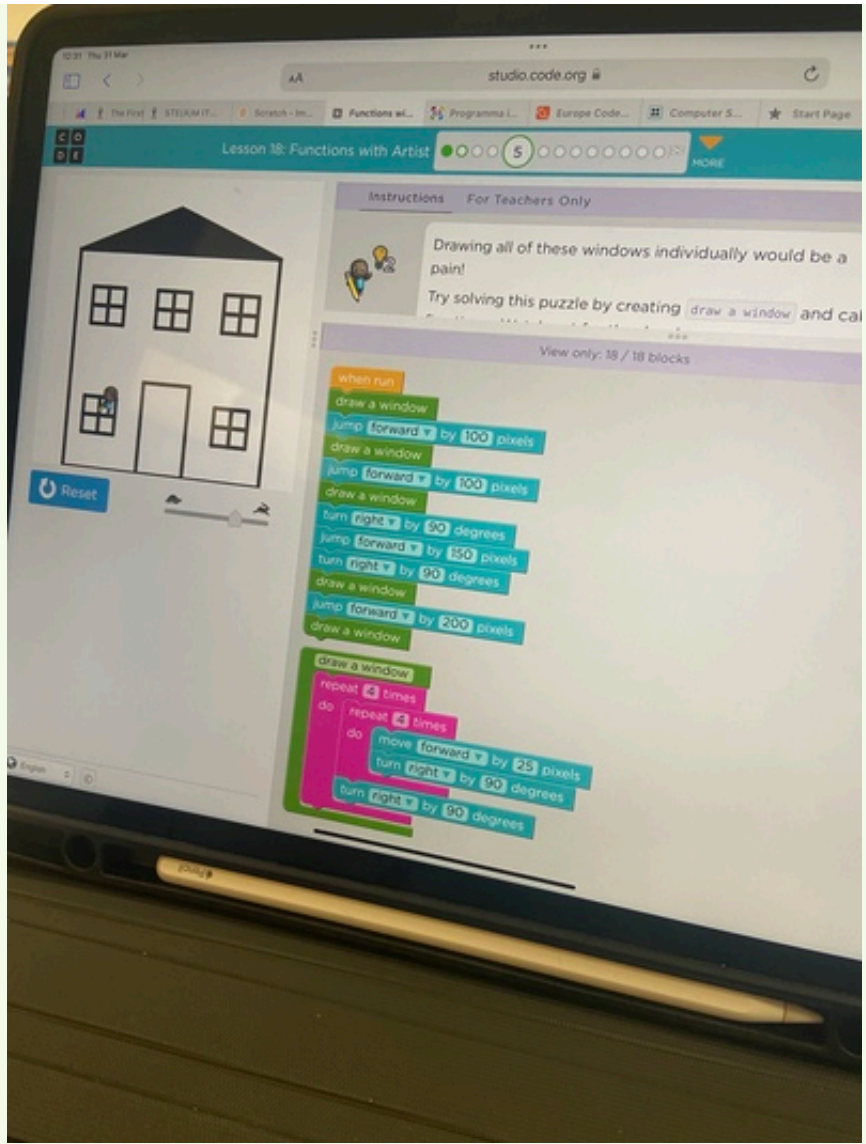 12:31 Thu 31 Mar
AA
studio.code.org
The First
STE(A)M IT...
Scratch - Im...
Functions wi...
Programma i...
Europe Code...
Computer S...
Start Page
C O
D E
Lesson 18: Functions with Artist
5
MORE
Instructions
For Teachers Only
Drawing all of these windows individually would be a
pain!
Try solving this puzzle by creating draw a window and cal
View only: 18 / 18 blocks
when run
draw a window
jump forward by 100 pixels
draw a window
jump forward by 100 pixels
draw a window
turn right by 90 degrees
jump forward by 150 pixels
turn right by 90 degrees
draw a window
jump forward by 200 pixels
draw a window
draw a window
repeat 4 times
do repeat 4 times
do move forward by 25 pixels
turn right by 90 degrees
turn right by 90 degrees
Reset
English
Pencil